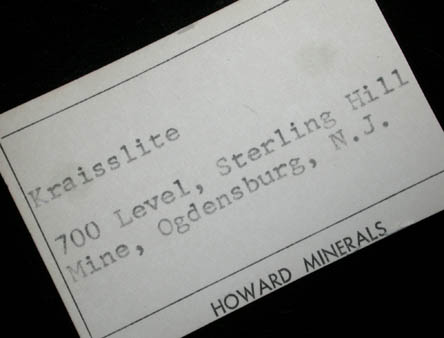 Kraisslite
700 Level, Sterling Hill
Mine, Ogdensburg, N.J.
HOWARD MINERALS